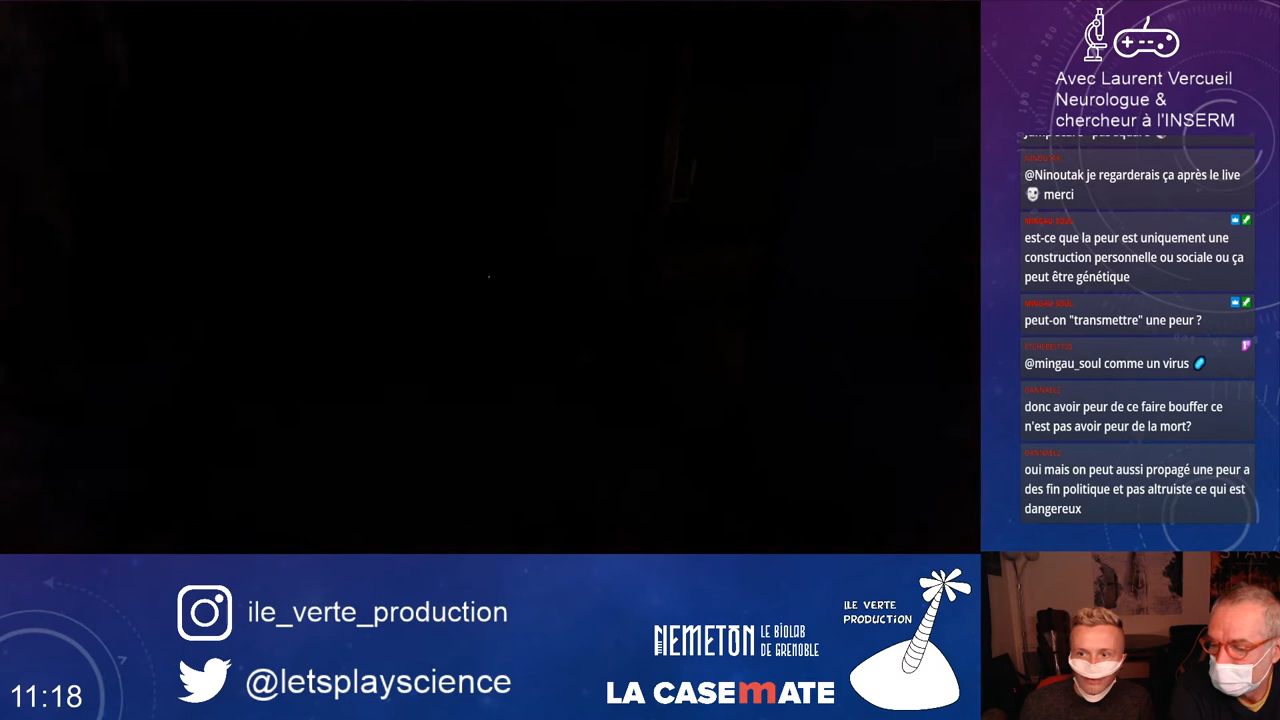 Avec Laurent Vercueil
Neurologue &
chercheur à l'INSERM
@Ninoutak je regarderais ça après le live
merci
MINGAU_SOUL
est-ce que la peur est uniquement une
construction personnelle ou sociale ou ça
peut être génétique
MINGAU_SOUL
peut-on "transmettre" une peur ?
@mingau_soul comme un virus
donc avoir peur de ce faire bouffer ce
n'est pas avoir peur de la mort?
oui mais on peut aussi propagé une peur a
des fin politique et pas altruiste ce qui est
dangereux
ile_verte_production
@letsplayscience
11:18
NEMETON LE BIOLAB
DE GRENOBLE
LA CASEMATE
ILE VERTE
PRODUCTION